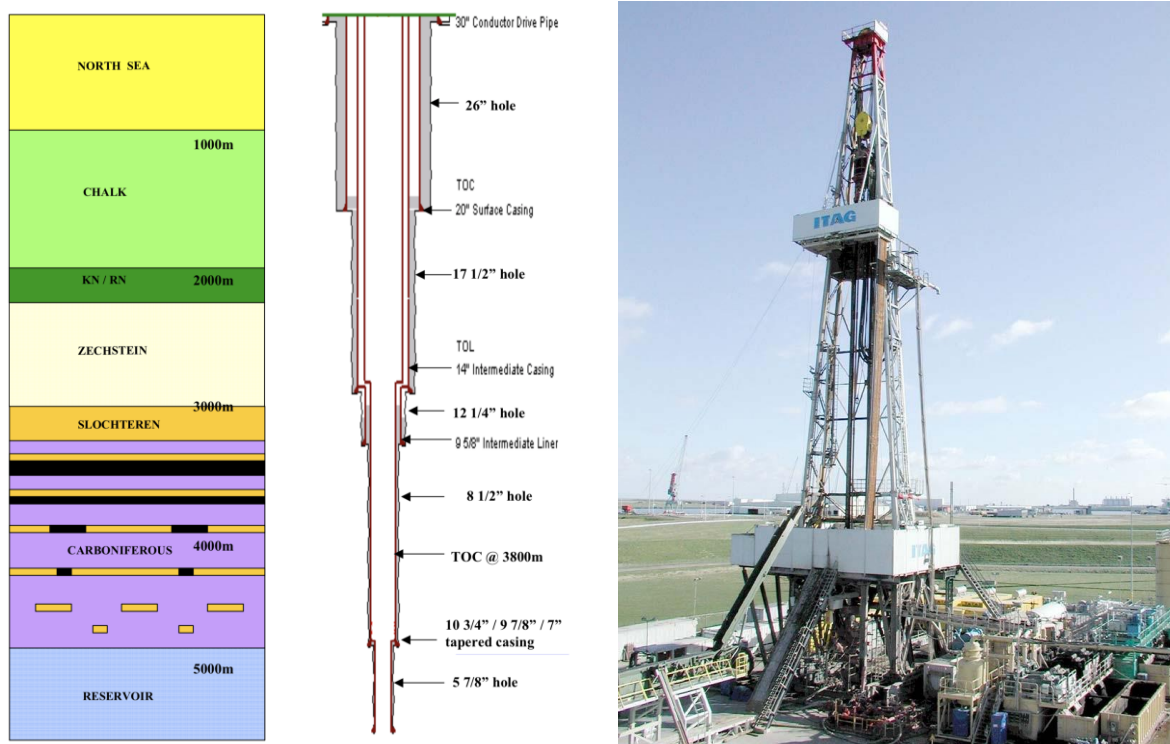 NORTH SEA
1000m
CHALK
KN / RN
2000m
ZECHSTEIN
3000m
SLOCHTEREN
CARBONIFEROUS
4000m
5000m
RESERVOIR
30" Conductor Drive Pipe
26” hole
TOC
20" Surface Casing
17 1/2” hole
TOL
14" Intermediate Casing
12 1/4” hole
9 5/8" Intermediate Liner
8 1/2” hole
TOC @ 3800m
10 3/4” / 9 7/8” / 7”
tapered casing
5 7/8” hole
ITAG
ITAG